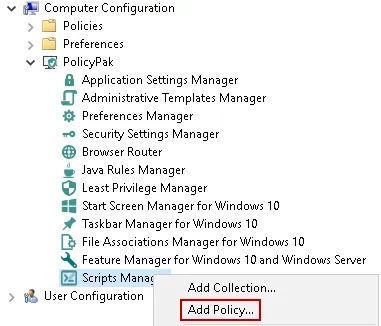 Computer Configuration
Policies
Preferences
PolicyPak
Application Settings Manager
Administrative Templates Manager
Preferences Manager
Security Settings Manager
Browser Router
Java Rules Manager
Least Privilege Manager
Start Screen Manager for Windows 10
Taskbar Manager for Windows 10
File Associations Manager for Windows 10
Feature Manager for Windows 10 and Windows Server
Scripts Manag
Add Collection...
User Configuration
Add Policy...